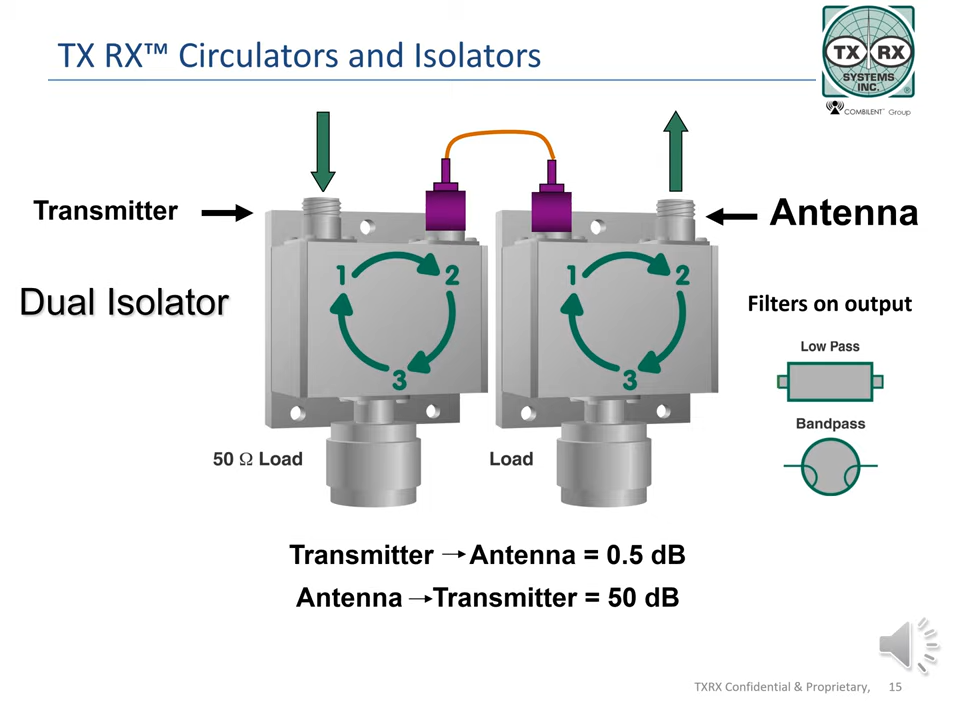 TX RX™ Circulators and Isolators
TX RX
SYSTEMS
INC.
®
COMBILENT™ Group
Transmitter
Antenna
Dual Isolator
1 2
3
1 2
3
Filters on output
Low Pass
Bandpass
50 Ω Load
Load
Transmitter → Antenna = 0.5 dB
Antenna → Transmitter = 50 dB
TXRX Confidential & Proprietary, 15